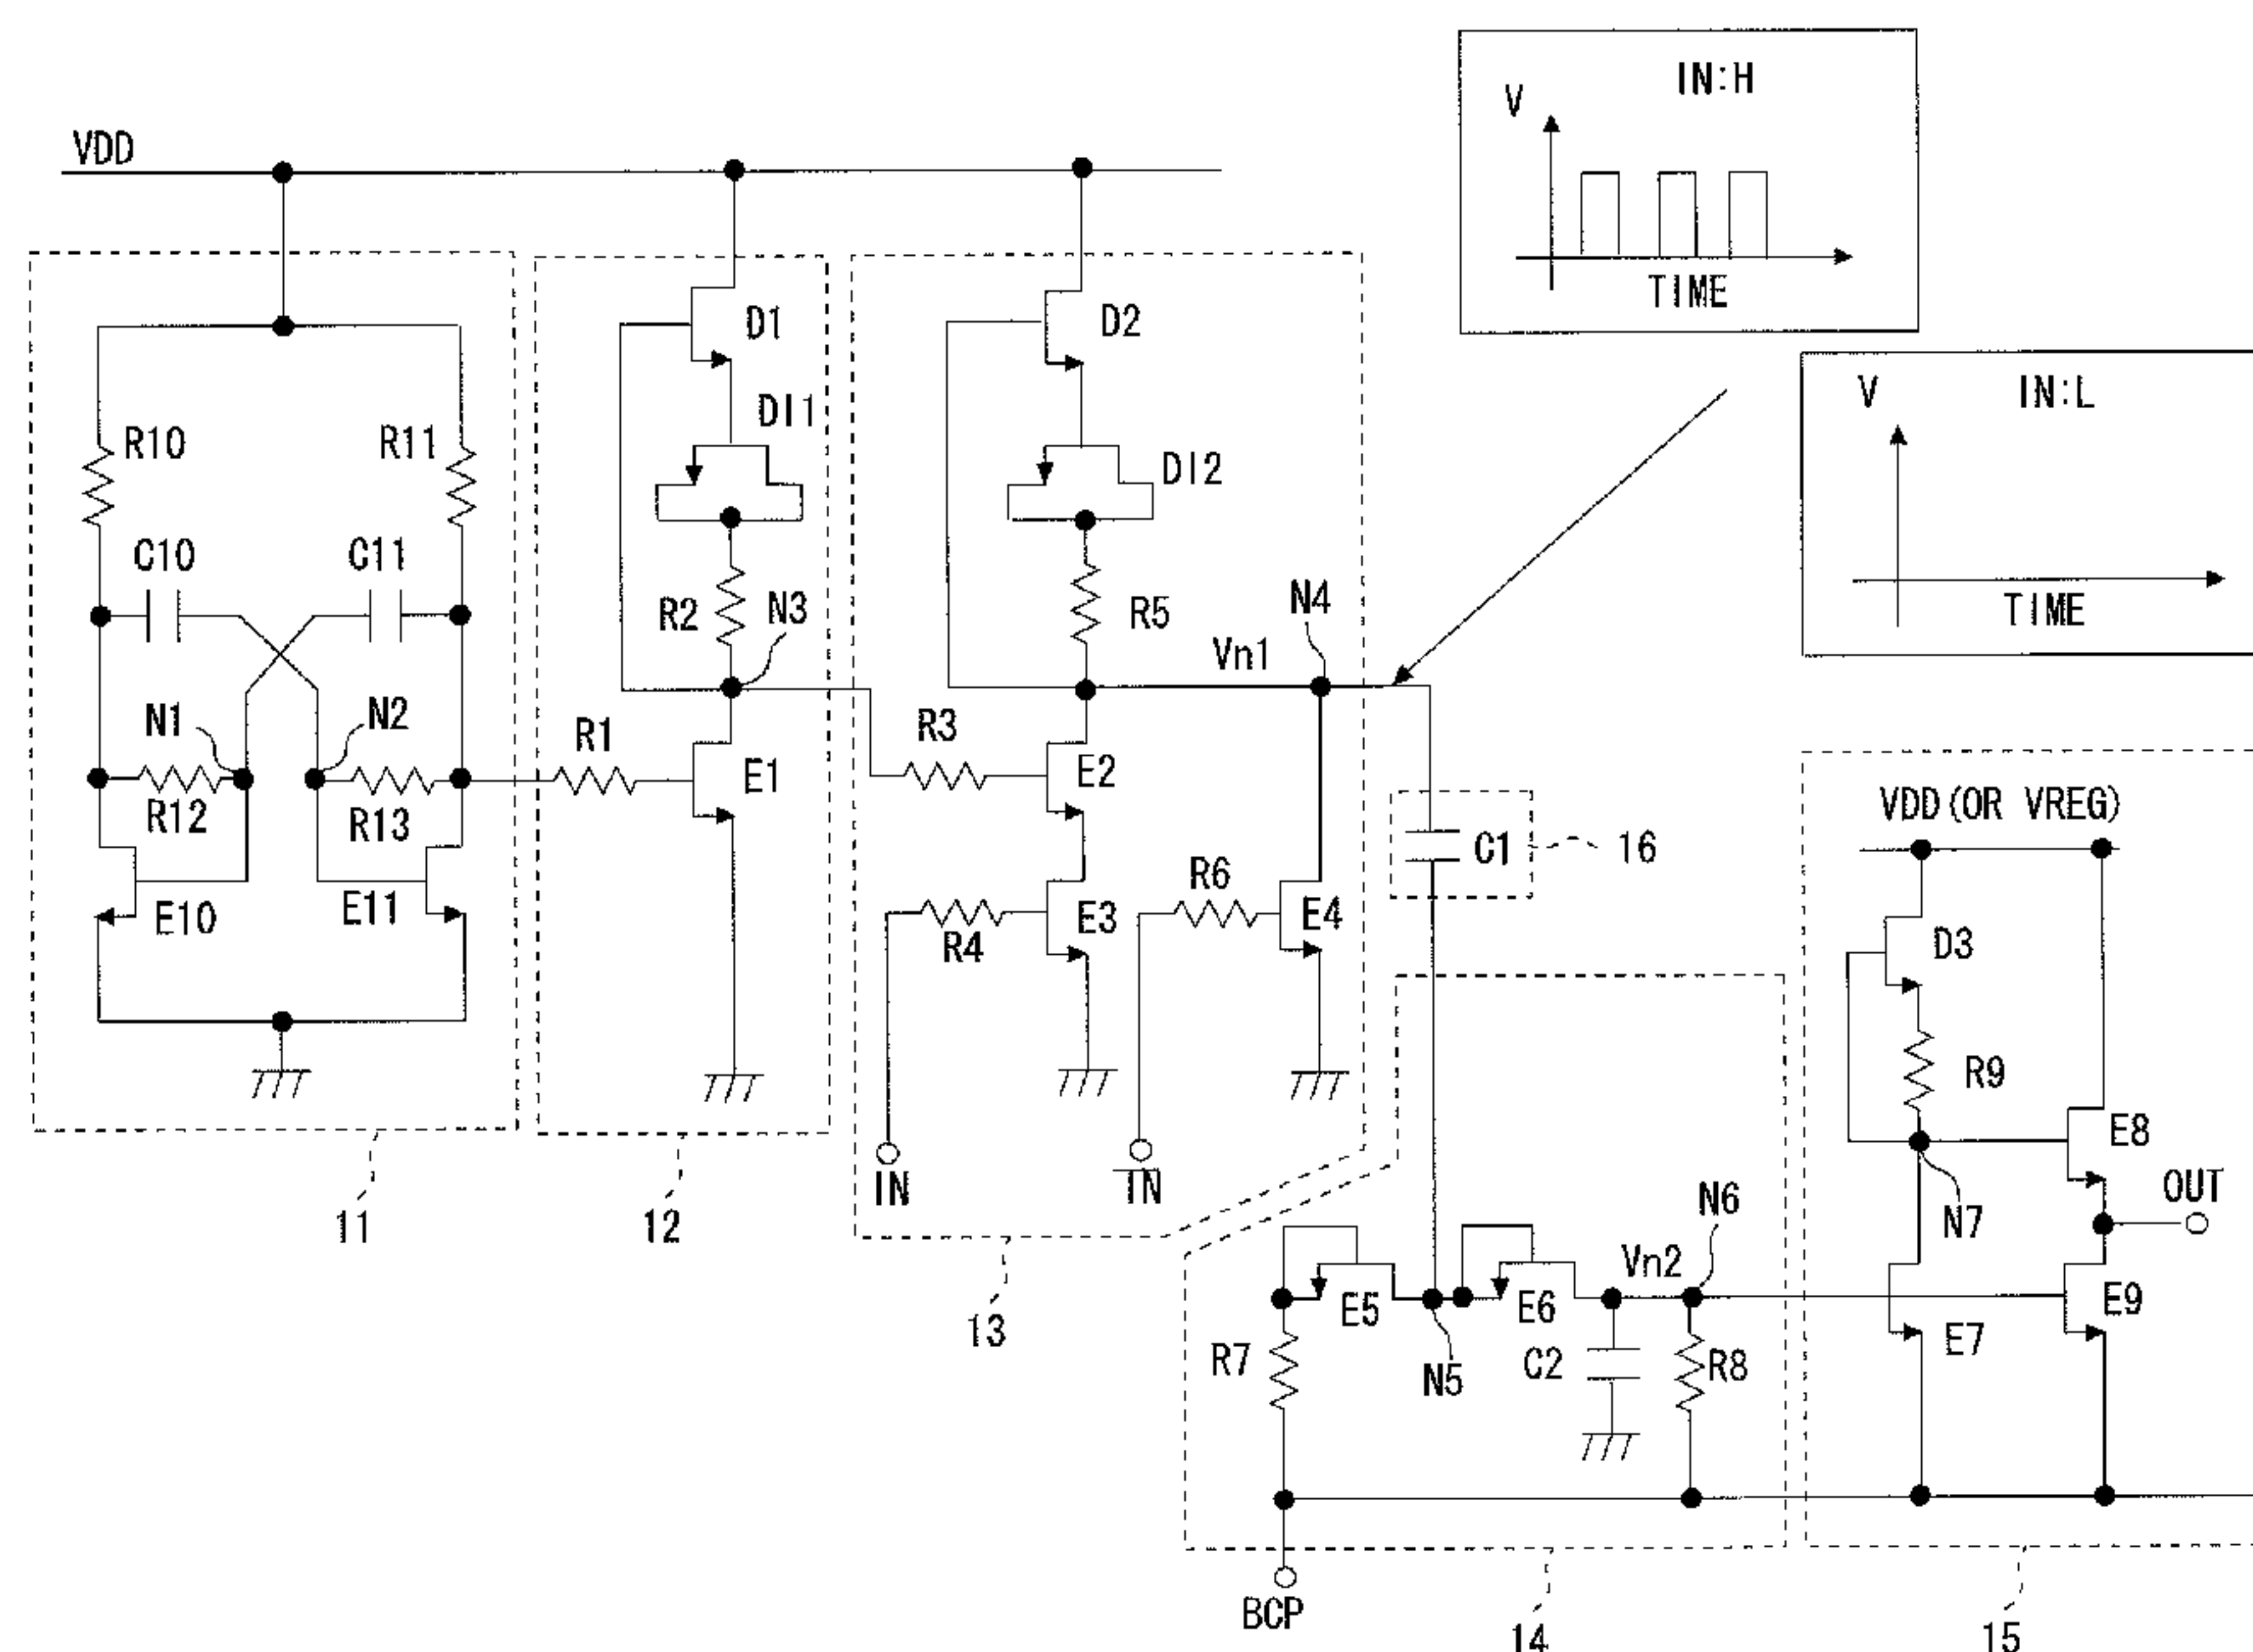 IN:H
V
TIME
VDD
IN:L
V
TIME
D1
D2
DI1
DI2
R10
R11
C10
C11
R2
N3
R5
N4
Vn1
N1
N2
R1
R3
R12
R13
E1
E2
VDD(OR VREG)
C1
16
E10
E11
R4
E3
R6
E4
D3
R9
E8
IN
IN
OUT
11
12
13
N7
N6
Vn2
E5
E6
E9
R7
N5
C2
R8
E7
BCP
14
15